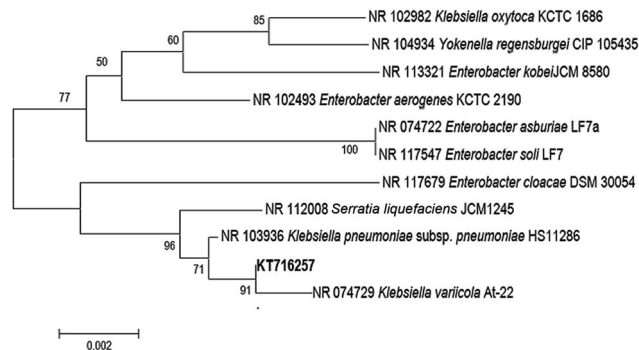 85
NR 102982 Klebsiella oxytoca KCTC 1686
60
NR 104934 Yokenella regensburgei CIP 105435
50
NR 113321 Enterobacter kobeiJCM 8580
77
NR 102493 Enterobacter aerogenes KCTC 2190
NR 074722 Enterobacter asburiae LF7a
100
NR 117547 Enterobacter soli LF7
NR 117679 Enterobacter cloacae DSM 30054
NR 112008 Serratia liquefaciens JCM1245
96
NR 103936 Klebsiella pneumoniae subsp. pneumoniae HS11286
71
KT716257
91
NR 074729 Klebsiella variicola At-22
0.002